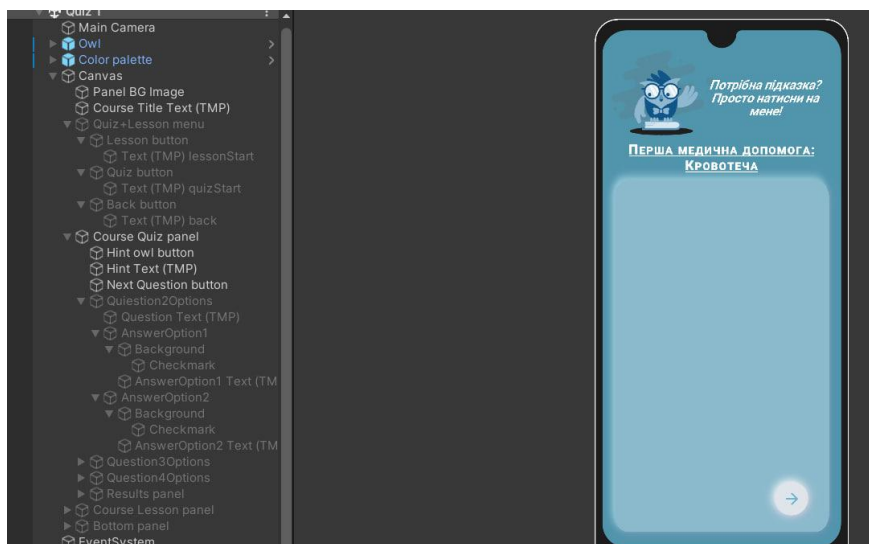 Quiz 1
Main Camera
Owl
Color palette
Canvas
Panel BG Image
Course Title Text (TMP)
Quiz+Lesson menu
Lesson button
Text (TMP) lessonStart
Quiz button
Text (TMP) quizStart
Back button
Text (TMP) back
Course Quiz panel
Hint owl button
Hint Text (TMP)
Next Question button
Quiestion2Options
Question Text (TMP)
AnswerOption1
Background
Checkmark
AnswerOption1 Text (TM
AnswerOption2
Background
Checkmark
AnswerOption2 Text (TM
Question3Options
Question4Options
Results panel
Course Lesson panel
Bottom panel
EventSystem
Потрібна підказка?
Просто натисни на
мене!
Перша медична допомога:
Кровотеча